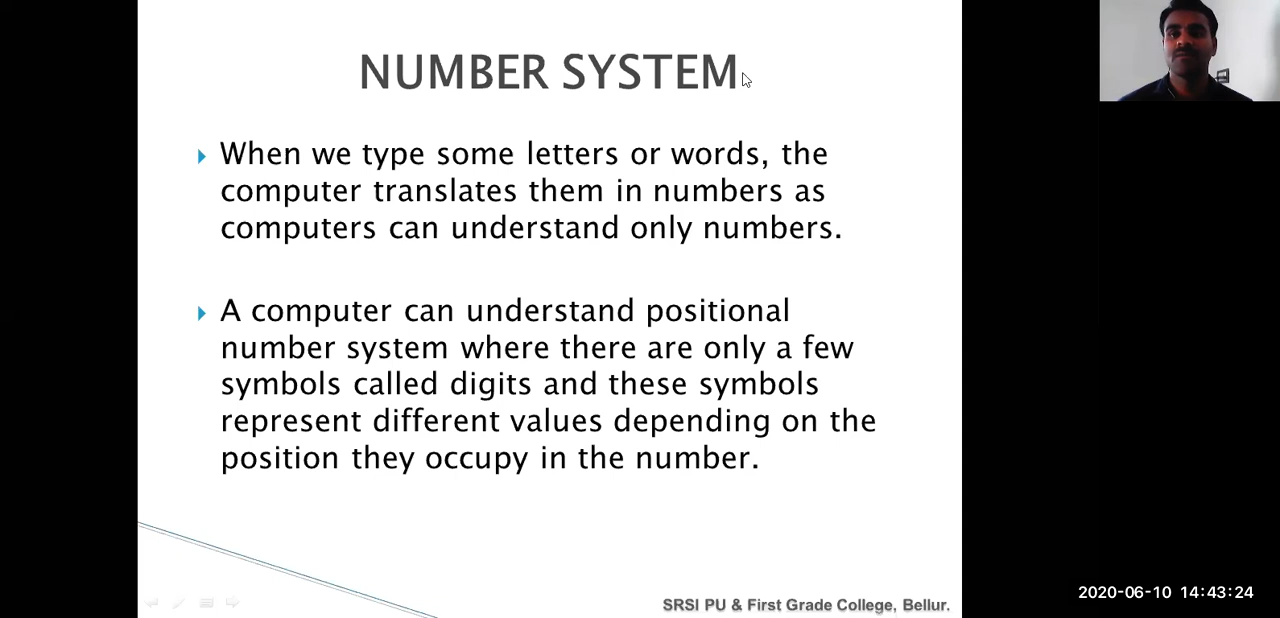 NUMBER SYSTEM
When we type some letters or words, the
computer translates them in numbers as
computers can understand only numbers.
A computer can understand positional
number system where there are only a few
symbols called digits and these symbols
represent different values depending on the
position they occupy in the number.
SRSI PU & First Grade College, Bellur.
2020-06-10 14:43:24